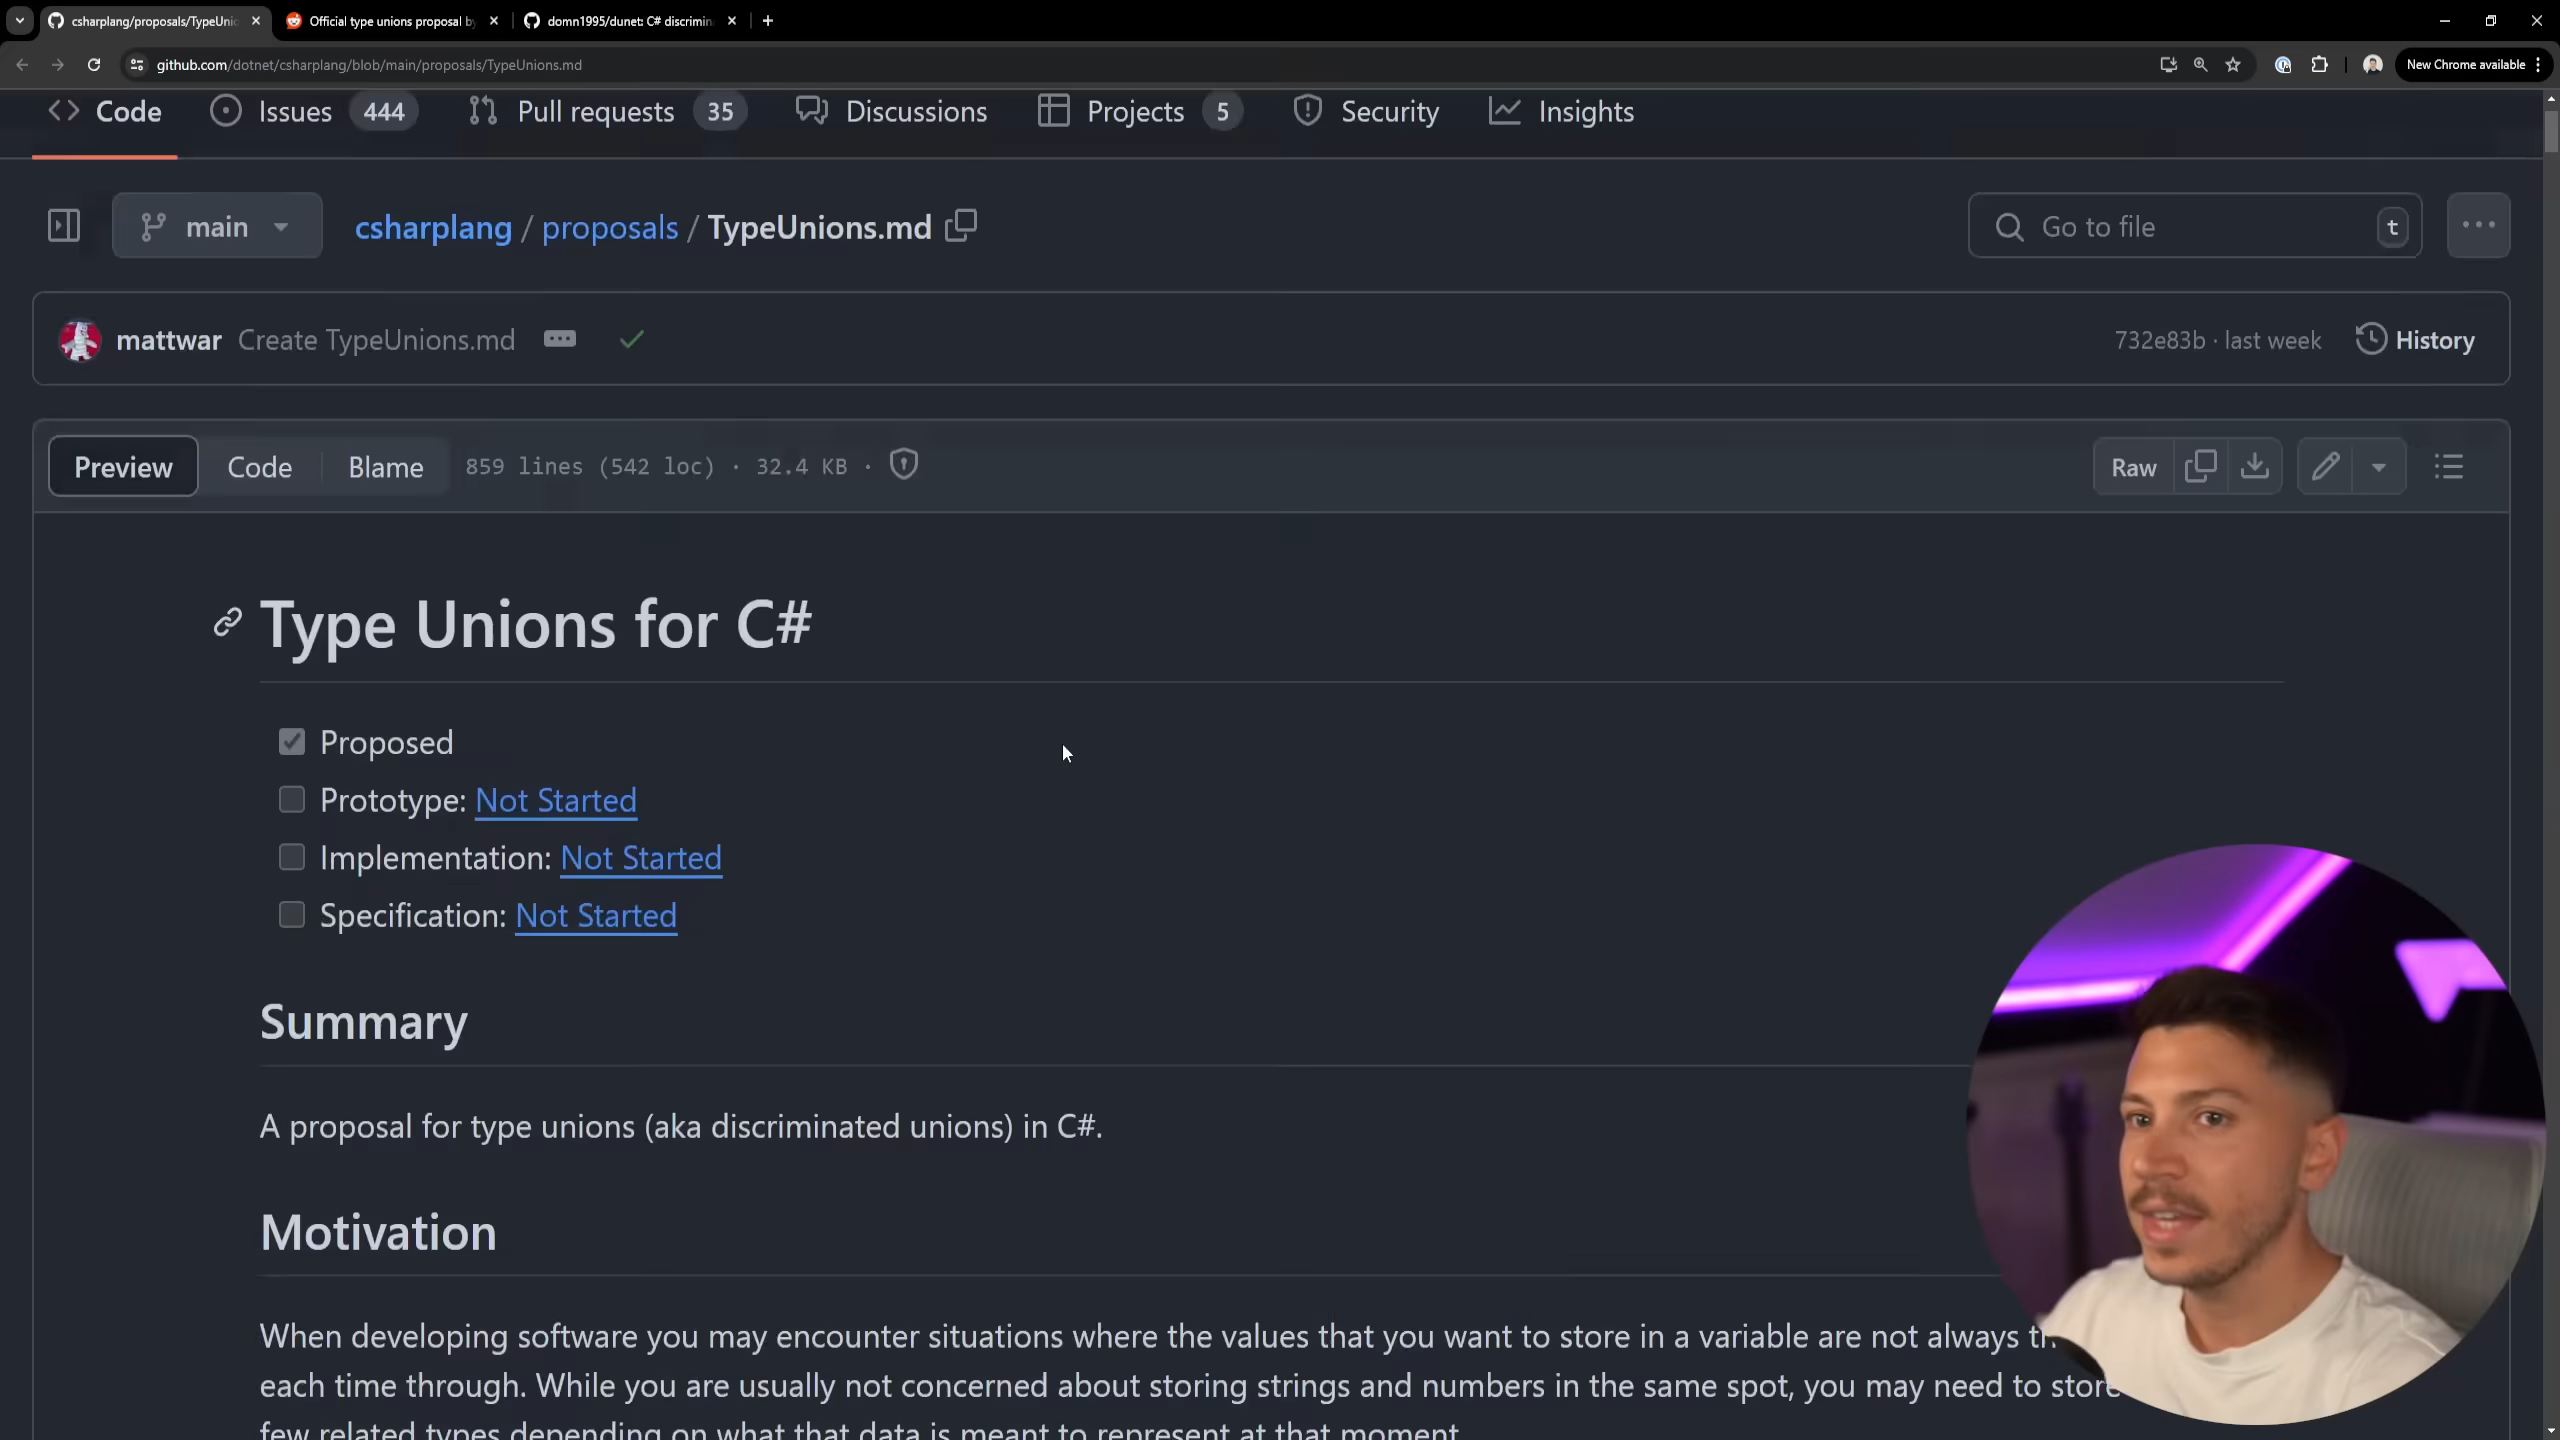 csharplang/proposals/TypeUnio
Official type unions proposal by
domn1995/dunet: C# discrimin
github.com/dotnet/csharplang/blob/main/proposals/TypeUnions.md
New Chrome available
Code
Issues 444
Pull requests 35
Discussions
Projects 5
Security
Insights
main
csharplang / proposals / TypeUnions.md
Go to file
t
mattwar Create TypeUnions.md
732e83b · last week
History
Preview
Code
Blame
859 lines (542 loc) · 32.4 KB ·
Raw
Type Unions for C#
Proposed
Prototype: Not Started
Implementation: Not Started
Specification: Not Started
Summary
A proposal for type unions (aka discriminated unions) in C#.
Motivation
When developing software you may encounter situations where the values that you want to store in a variable are not always
each time through. While you are usually not concerned about storing strings and numbers in the same spot, you may need to store
few related types depending on what that data is meant to represent at that moment.